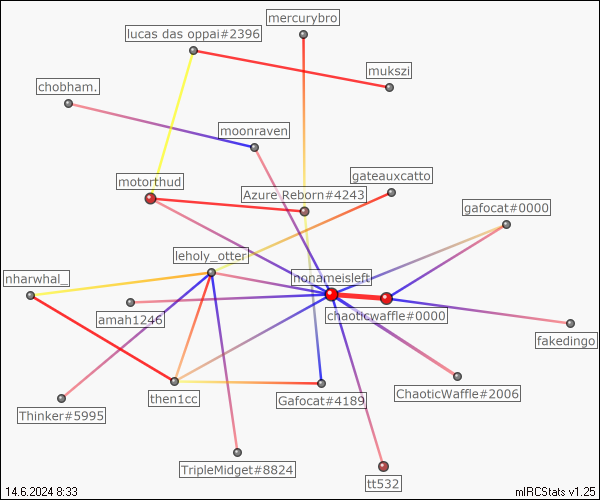 mercurybro
lucas das oppai#2396
mukszi
chobham.
moonraven
gateauxcatto
motorthud
Azure Reborn#4243
gafocat#0000
leholy_otter
nonameisleft
nharwhal_
chaoticwaffle#0000
amah1246
fakedingo
ChaoticWaffle#2006
then1cc
Gafocat#4189
Thinker#5995
TripleMidget#8824
tt532
14.6.2024 8:33
mIRCStats v1.25